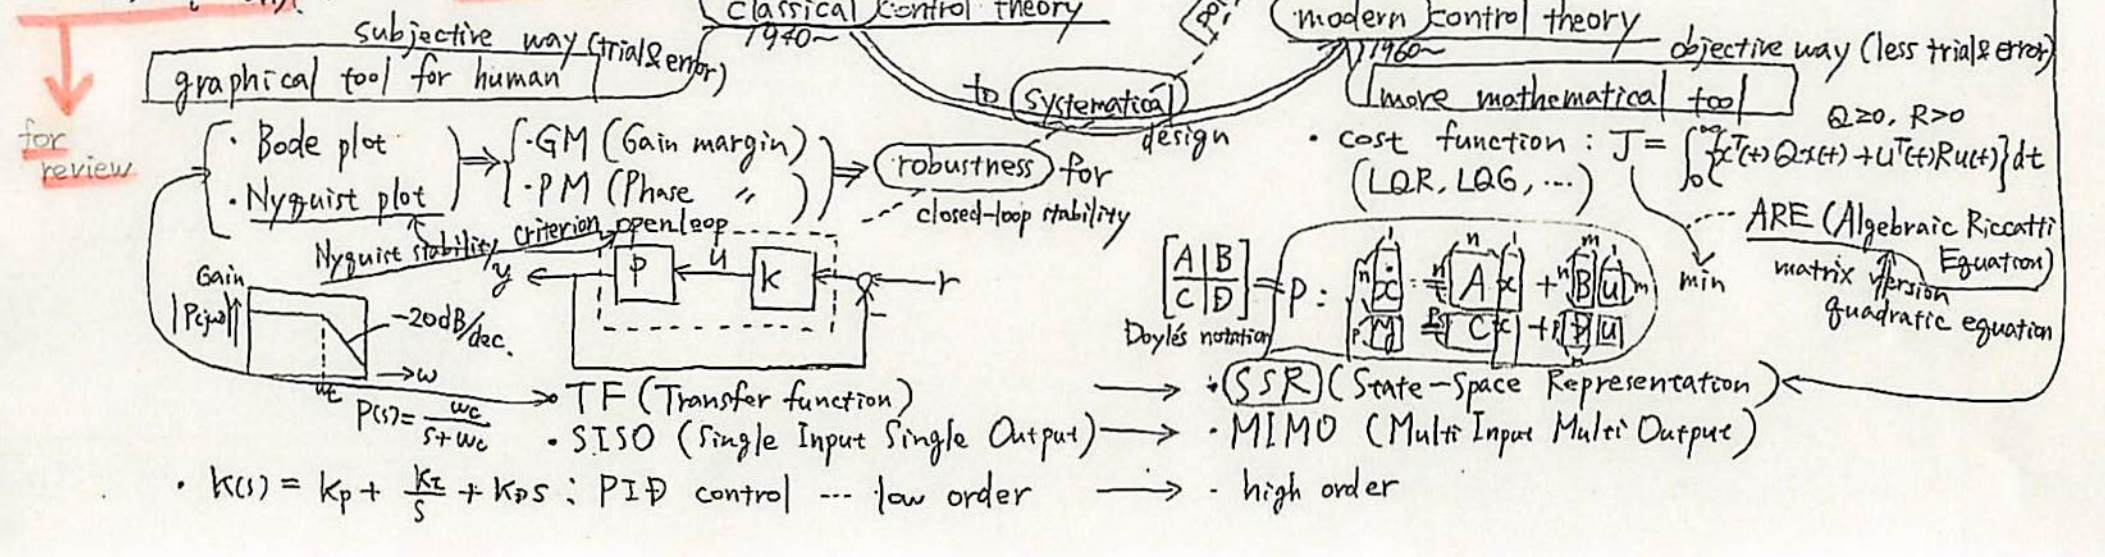 classical control theory
1940~
subjective way (trial & error)
graphical tool for human
for
review
· Bode plot
· Nyquist plot
· GM (Gain margin)
· PM (Phase 〃 )
robustness for
closed-loop stability
Nyquist stability criterion
openloop
y P u K r
-
Gain
|P(jω)|
-20dB/dec.
ωc
→ω
P(s) = ωc / (s + ωc)
to systematical
design
modern control theory
1960~
objective way (less trial & error)
more mathematical tool
· cost function : J = ∫₀^∞ {xᵀ(t)Qx(t) + uᵀ(t)Ru(t)} dt
Q≥0, R>0
(LQR, LQG, ...)
min
ARE (Algebraic Riccatti
Equation)
matrix version
quadratic equation
[A|B / C|D] = P : ẋ = A x + B u
y = C x + D u
Doyle's notation
· TF (Transfer function) → · SSR (State-Space Representation)
· SISO (Single Input Single Output) → · MIMO (Multi Input Multi Output)
· K(s) = KP + KI/s + KDs : PID control --- low order → · high order